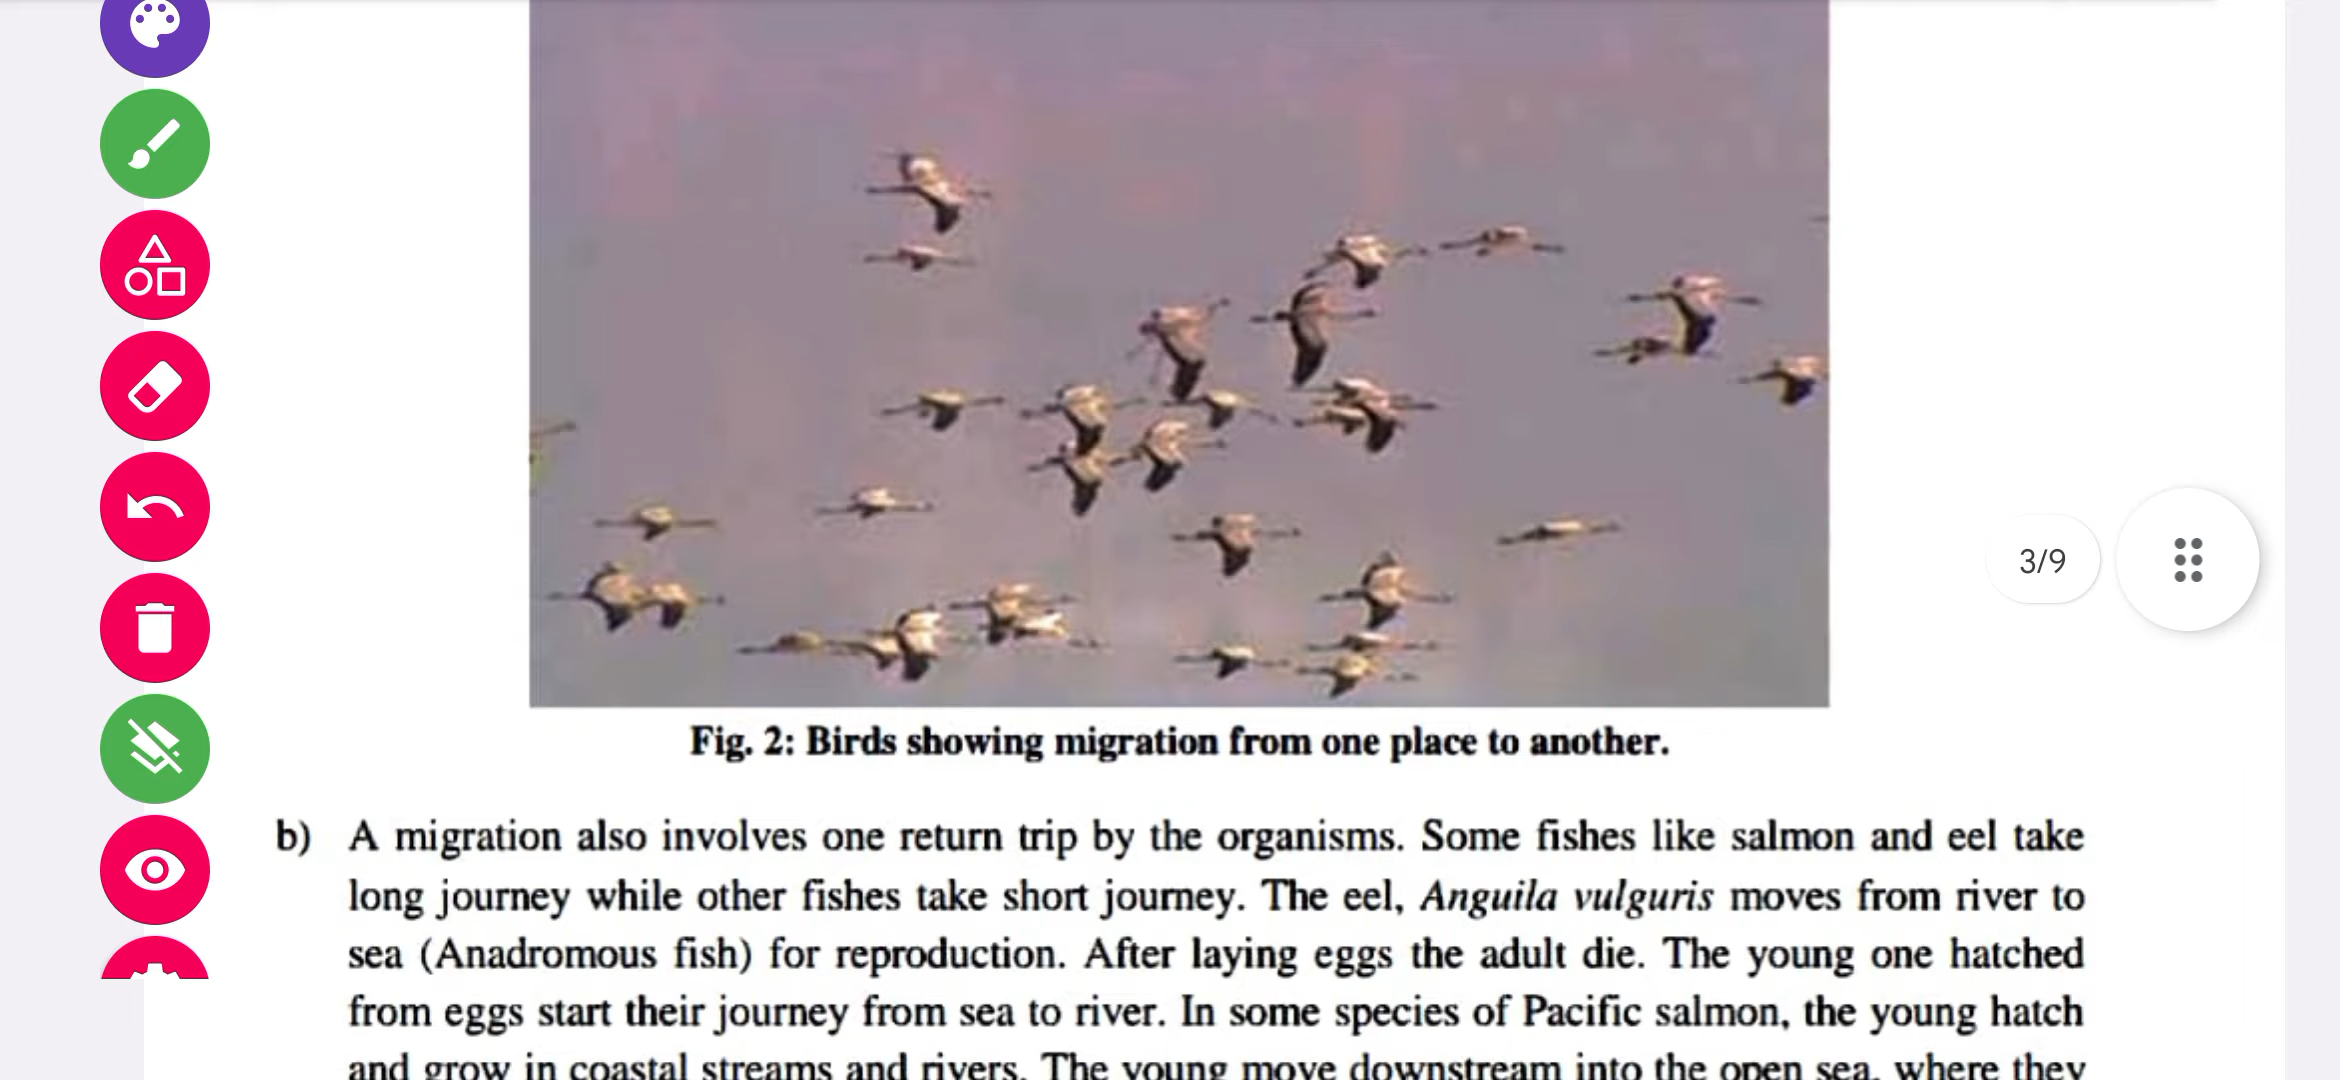 Fig. 2: Birds showing migration from one place to another.
3/9
b) A migration also involves one return trip by the organisms. Some fishes like salmon and eel take
long journey while other fishes take short journey. The eel, Anguila vulguris moves from river to
sea (Anadromous fish) for reproduction. After laying eggs the adult die. The young one hatched
from eggs start their journey from sea to river. In some species of Pacific salmon, the young hatch
and grow in coastal streams and rivers. The young move downstream into the open sea, where they